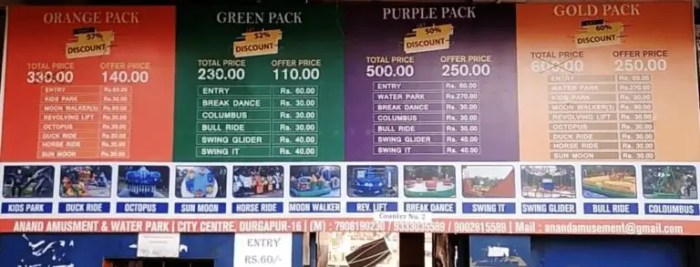 ORANGE PACK
57%
DISCOUNT
TOTAL PRICE OFFER PRICE
330.00 140.00
ENTRY
KIDS PARK
MOON WALKER
REVOLVING LIFT
OCTOPUS
DUCK RIDE
HORSE RIDE
SUN MOON
GREEN PACK
52%
DISCOUNT
TOTAL PRICE OFFER PRICE
230.00 110.00
ENTRY Rs. 60.00
BREAK DANCE Rs. 30.00
COLUMBUS Rs. 30.00
BULL RIDE Rs. 30.00
SWING GLIDER Rs. 40.00
SWING IT Rs. 40.00
PURPLE PACK
50%
DISCOUNT
TOTAL PRICE OFFER PRICE
500.00 250.00
ENTRY Rs. 60.00
WATER PARK Rs.270.00
BREAK DANCE Rs. 30.00
COLUMBUS Rs. 30.00
BULL RIDE Rs. 30.00
SWING GLIDER Rs. 40.00
SWING IT Rs. 40.00
GOLD PACK
60%
DISCOUNT
TOTAL PRICE OFFER PRICE
250.00
ENTRY
WATER PARK
KIDS PARK
MOON WALKER
REVOLVING LIFT
OCTOPUS
DUCK RIDE
HORSE RIDE
SUN MOON
KIDS PARK DUCK RIDE OCTOPUS SUN MOON HORSE RIDE MOON WALKER REV. LIFT BREAK DANCE SWING IT SWING GLIDER BULL RIDE COLOUMBUS
Counter No. 2
ANAND AMUSMENT & WATER PARK | CITY CENTRE, DURGAPUR-16 | (M) : 7908190230 / 9333035589 / 9002915589 | Mail : anandamusement@gmail.com
ENTRY
RS.60/-